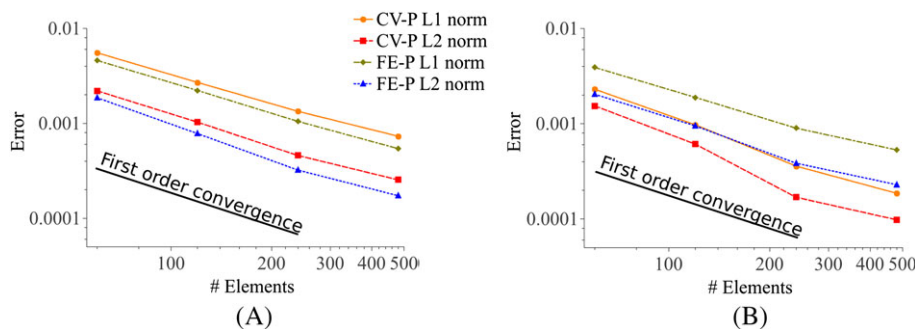 CV-P L1 norm
CV-P L2 norm
FE-P L1 norm
FE-P L2 norm
0.01
0.001
0.0001
Error
First order convergence
100
200
300
400
500
# Elements
(A)
0.01
0.001
0.0001
Error
First order convergence
100
200
300
400
500
# Elements
(B)